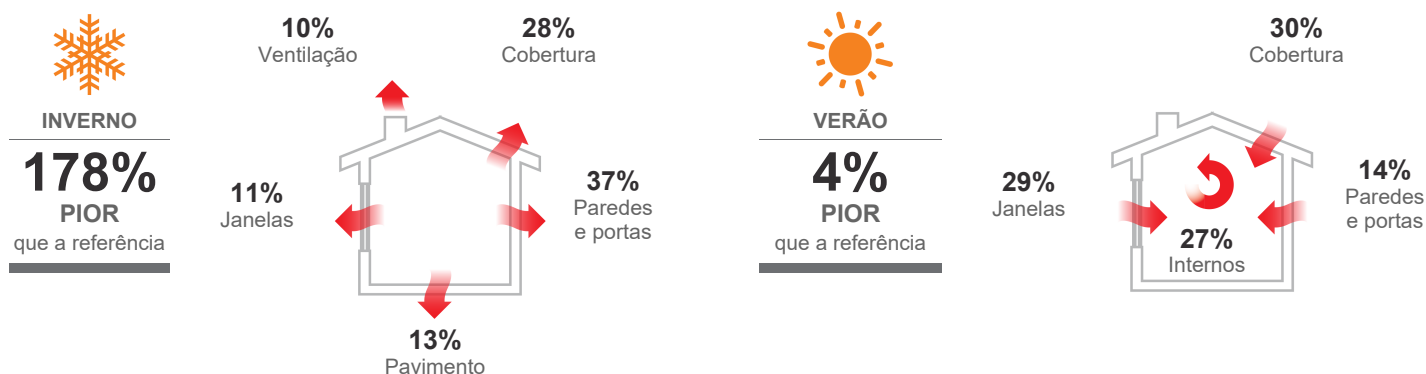 INVERNO
178%
PIOR
que a referência
10%
Ventilação
28%
Cobertura
11%
Janelas
37%
Paredes
e portas
13%
Pavimento
VERÃO
4%
PIOR
que a referência
30%
Cobertura
29%
Janelas
27%
Internos
14%
Paredes
e portas